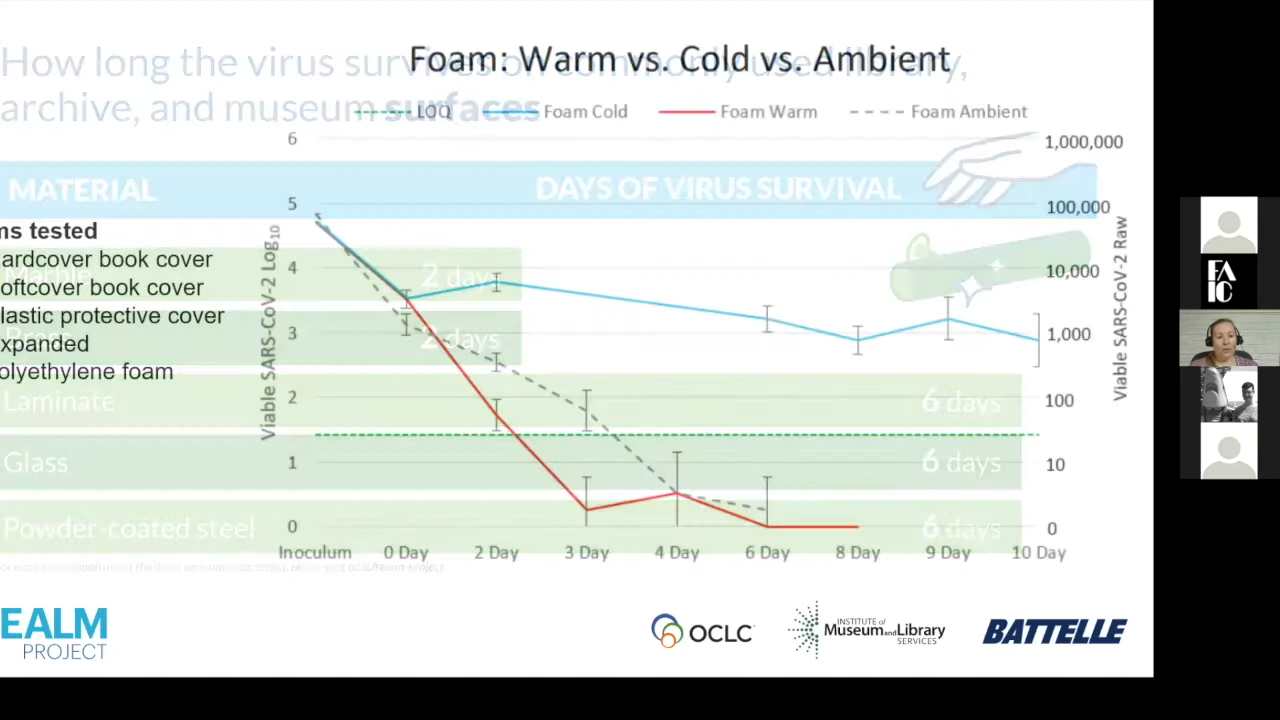 How long the virus survives on commonly used library,
archive, and museum surfaces
Foam: Warm vs. Cold vs. Ambient
LOQ Foam Cold Foam Warm Foam Ambient
MATERIAL DAYS OF VIRUS SURVIVAL
ms tested
ardcover book cover
oftcover book cover
lastic protective cover
xpanded
olyethylene foam
Marble 2 days
Brass 2 days
Laminate 6 days
Glass 6 days
Powder-coated steel 6 days
Viable SARS-CoV-2 Log10
6
5
4
3
2
1
0
1,000,000
100,000
10,000
1,000
100
10
0
Viable SARS-CoV-2 Raw
Inoculum 0 Day 2 Day 3 Day 4 Day 6 Day 8 Day 9 Day 10 Day
EALM
PROJECT
OCLC
INSTITUTE of
Museum and Library
SERVICES
BATTELLE
FA
IC